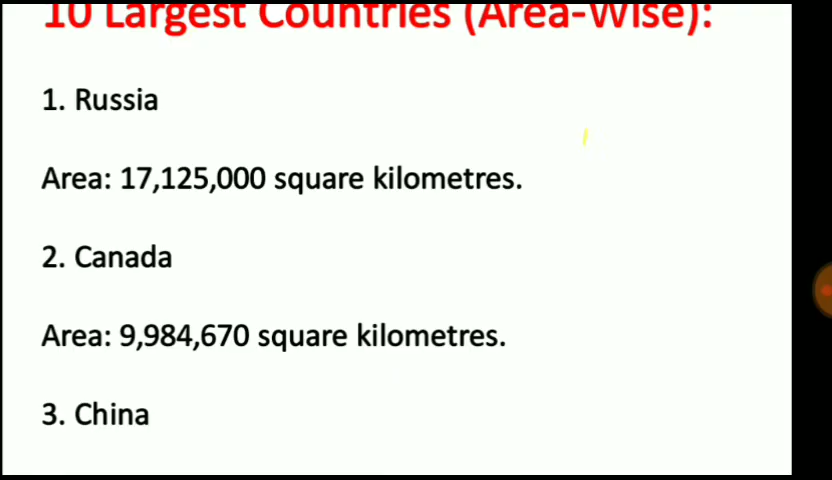 10 Largest Countries (Area-Wise):
1. Russia
Area: 17,125,000 square kilometres.
2. Canada
Area: 9,984,670 square kilometres.
3. China